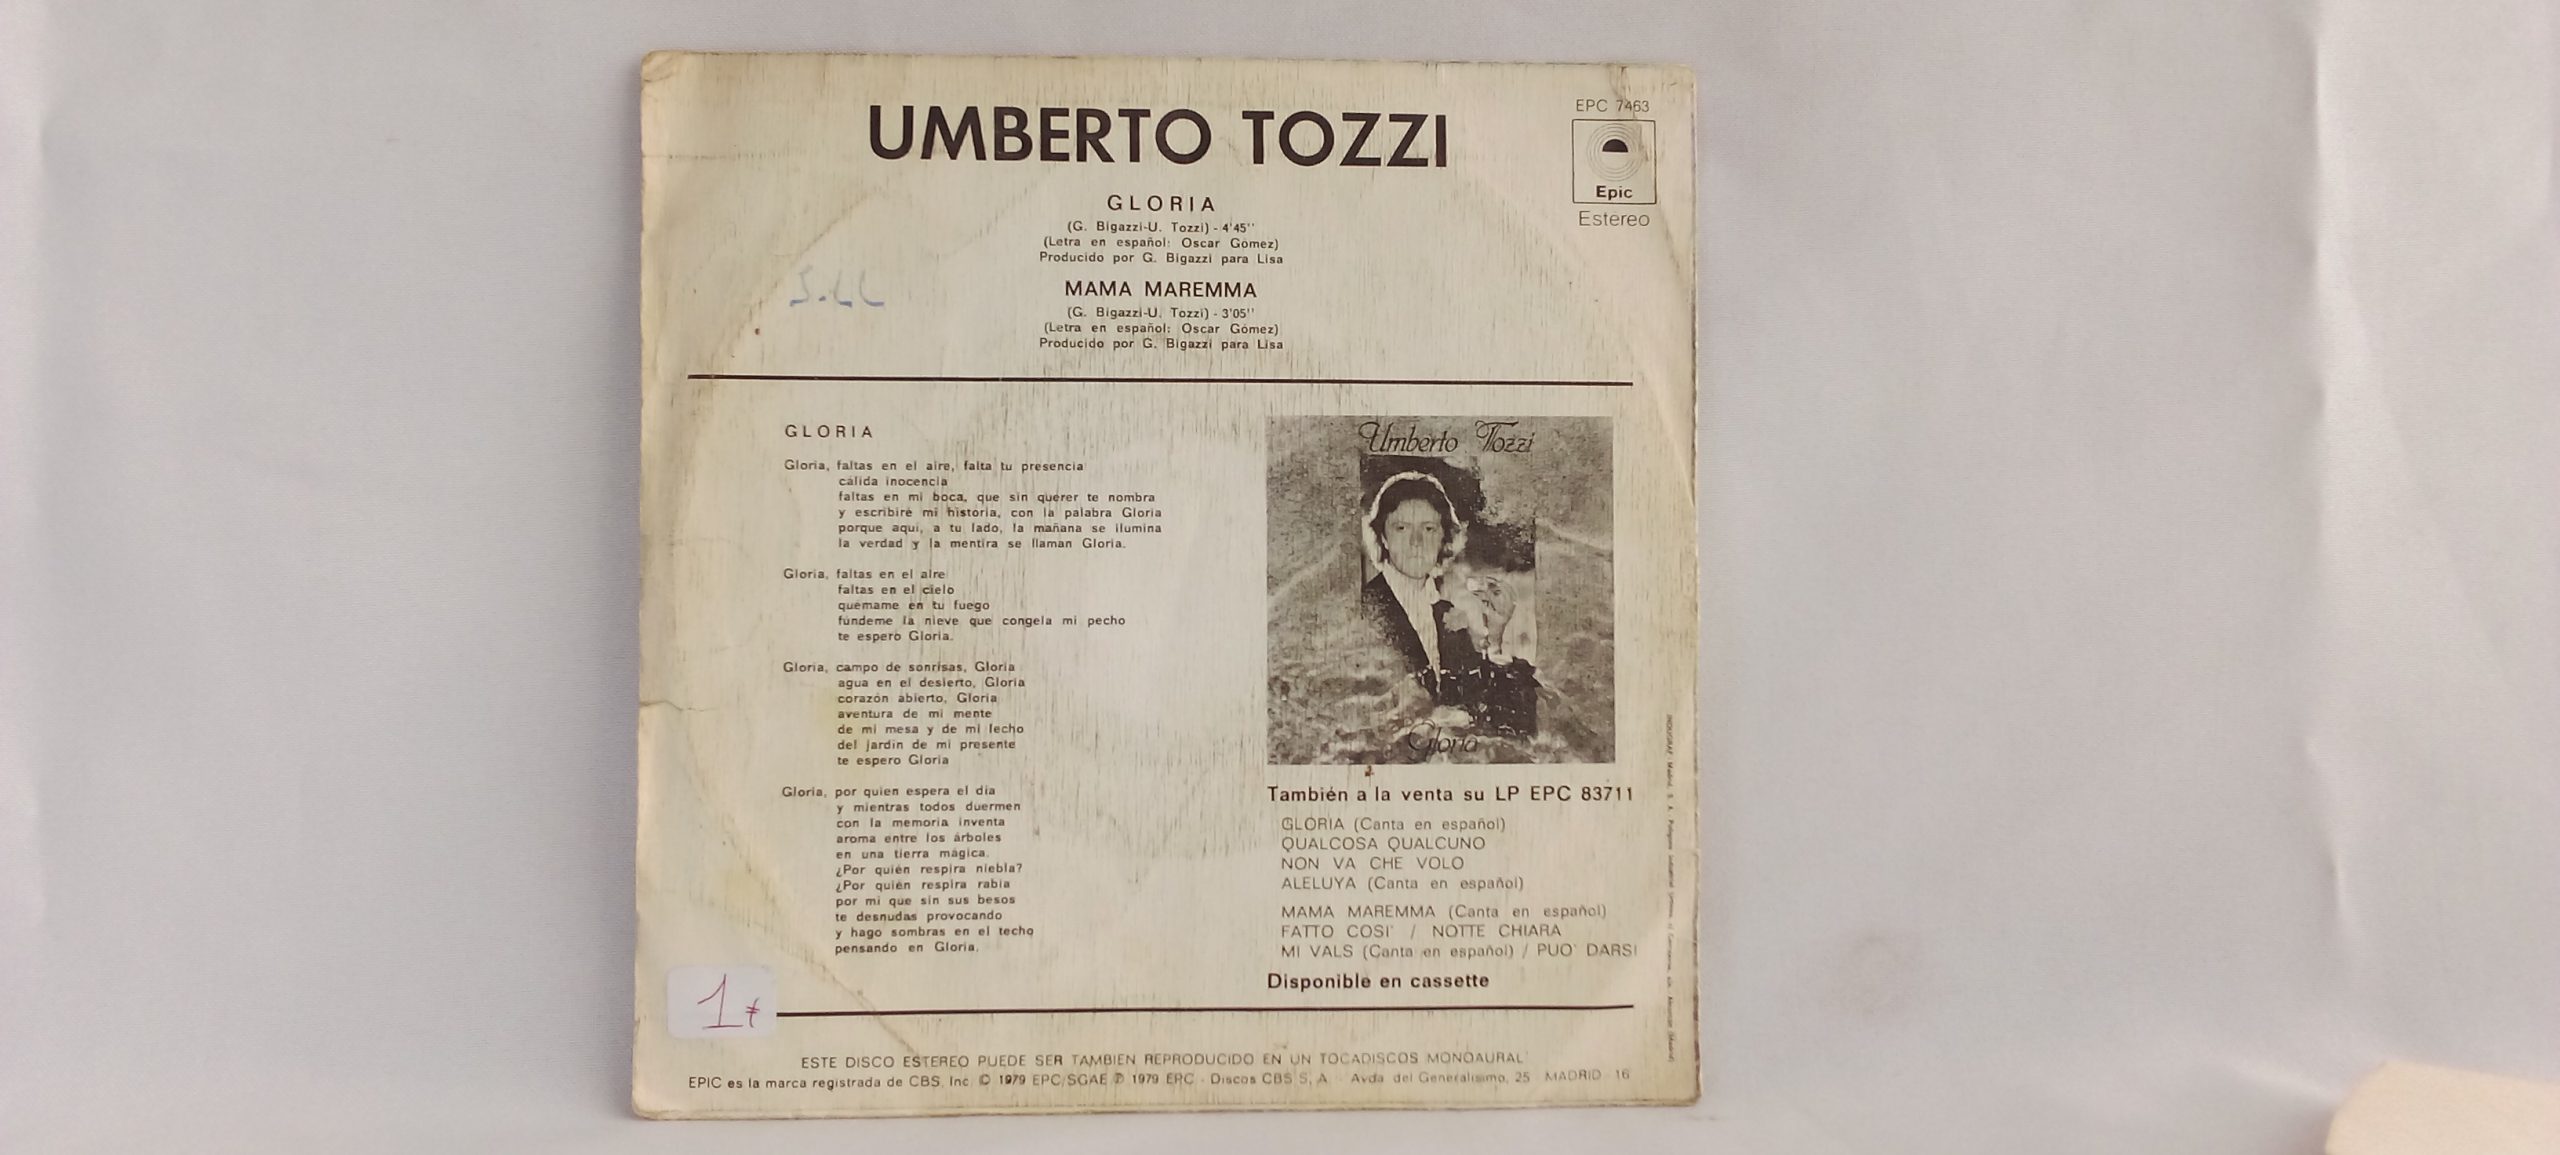 UMBERTO TOZZI
EPC 7463
Epic
Estereo
GLORIA
(G. Bigazzi-U. Tozzi) - 4'45''
(Letra en español: Oscar Gómez)
Producido por G. Bigazzi para Lisa
MAMA MAREMMA
(G. Bigazzi-U. Tozzi) - 3'05''
(Letra en español: Oscar Gómez)
Producido por G. Bigazzi para Lisa
GLORIA
Gloria, faltas en el aire, falta tu presencia
cálida inocencia
faltas en mi boca, que sin querer te nombra
y escribiré mi historia, con la palabra Gloria
porque aquí, a tu lado, la mañana se ilumina
la verdad y la mentira se llaman Gloria.
Gloria, faltas en el aire
faltas en el cielo
quémame en tu fuego
fúndeme la nieve que congela mi pecho
te espero Gloria.
Gloria, campo de sonrisas, Gloria
agua en el desierto, Gloria
corazón abierto, Gloria
aventura de mi mente
de mi mesa y de mi lecho
del jardín de mi presente
te espero Gloria
Gloria, por quien espera el día
y mientras todos duermen
con la memoria inventa
aroma entre los árboles
en una tierra mágica.
¿Por quién respira niebla?
¿Por quién respira rabia
por mí que sin sus besos
te desnudas provocando
y hago sombras en el techo
pensando en Gloria.
Umberto Tozzi
Gloria
También a la venta su LP EPC 83711
GLORIA (Canta en español)
QUALCOSA QUALCUNO
NON VA CHE VOLO
ALELUYA (Canta en español)
MAMA MAREMMA (Canta en español)
FATTO COSI' / NOTTE CHIARA
MI VALS (Canta en español) / PUO' DARSI
Disponible en cassette
1
ESTE DISCO ESTEREO PUEDE SER TAMBIEN REPRODUCIDO EN UN TOCADISCOS MONOAURAL
EPIC es la marca registrada de CBS, Inc. © 1979 EPC/SGAE ℗ 1979 EPC - Discos CBS S. A. - Avda del Generalísimo, 25 MADRID - 16